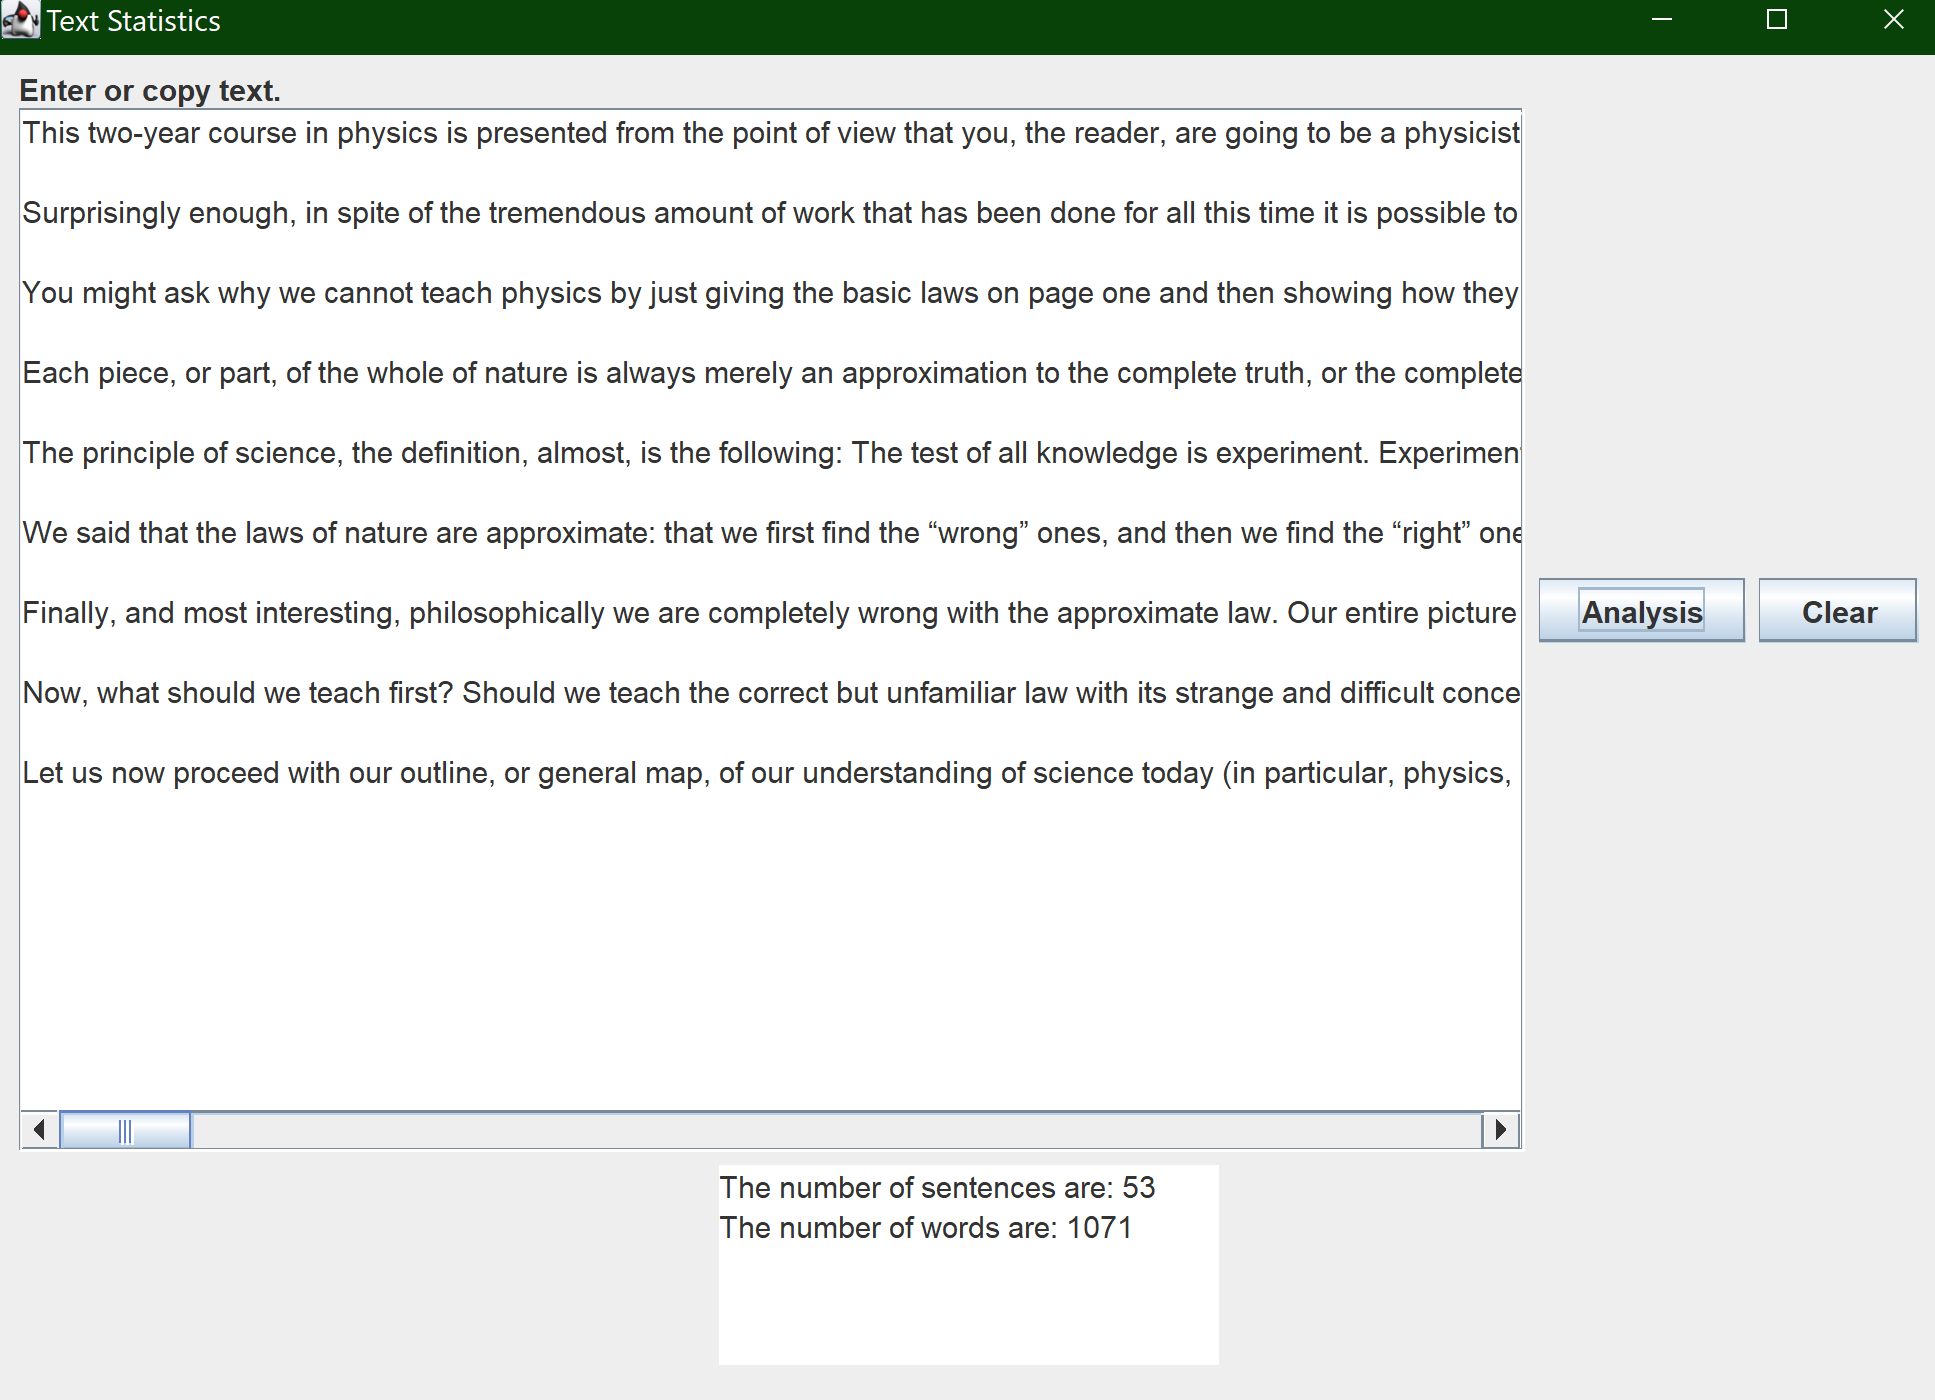 Text Statistics
Enter or copy text.
This two-year course in physics is presented from the point of view that you, the reader, are going to be a physicist
Surprisingly enough, in spite of the tremendous amount of work that has been done for all this time it is possible to
You might ask why we cannot teach physics by just giving the basic laws on page one and then showing how they
Each piece, or part, of the whole of nature is always merely an approximation to the complete truth, or the complete
The principle of science, the definition, almost, is the following: The test of all knowledge is experiment. Experimen
We said that the laws of nature are approximate: that we first find the “wrong” ones, and then we find the “right” one
Finally, and most interesting, philosophically we are completely wrong with the approximate law. Our entire picture
Now, what should we teach first? Should we teach the correct but unfamiliar law with its strange and difficult conce
Let us now proceed with our outline, or general map, of our understanding of science today (in particular, physics,
Analysis
Clear
The number of sentences are: 53
The number of words are: 1071